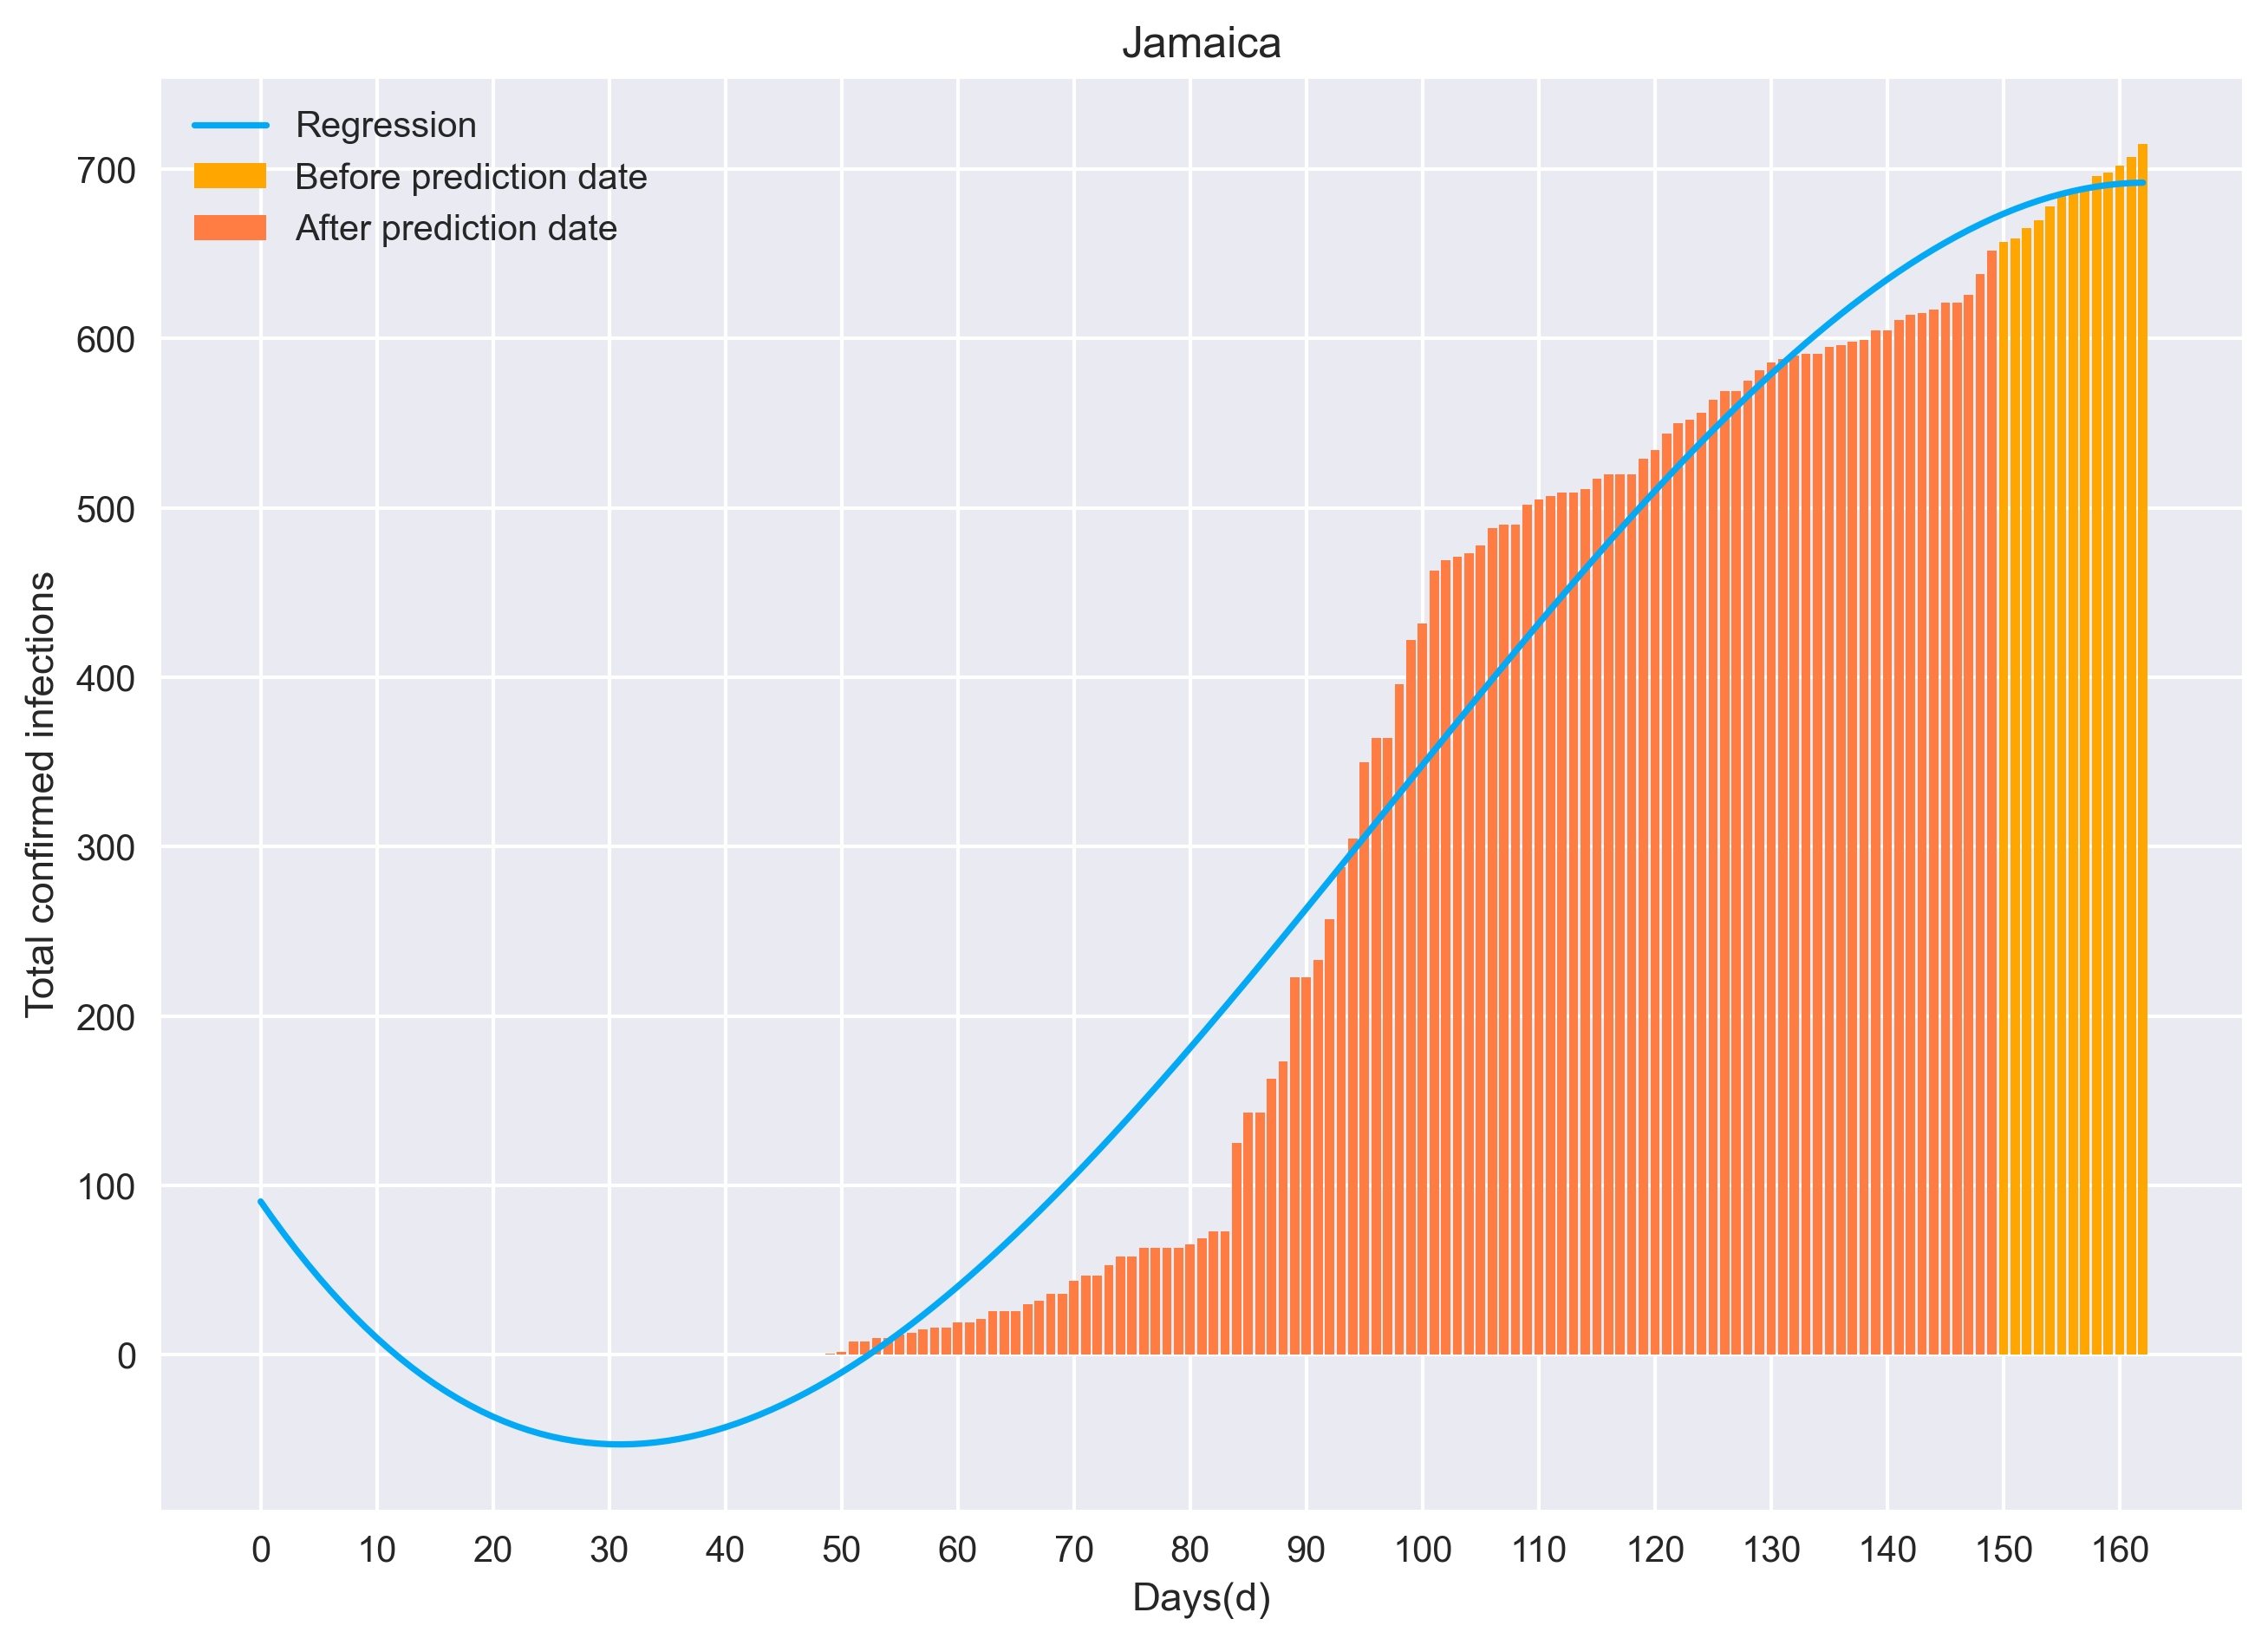 Jamaica
Regression
Before prediction date
After prediction date
700
600
500
400
300
200
100
0
Total confirmed infections
0 10 20 30 40 50 60 70 80 90 100 110 120 130 140 150 160
Days(d)